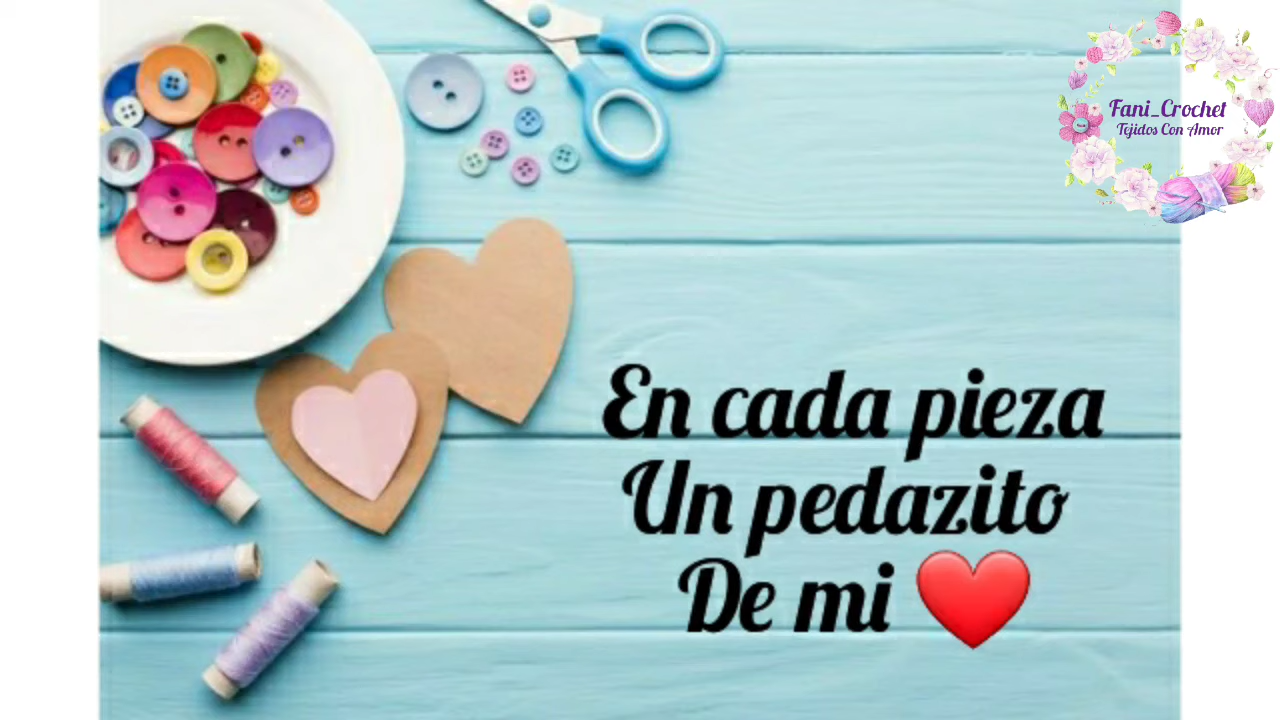 Fani_Crochet
Tejidos Con Amor
En cada pieza
Un pedazito
De mi ❤️